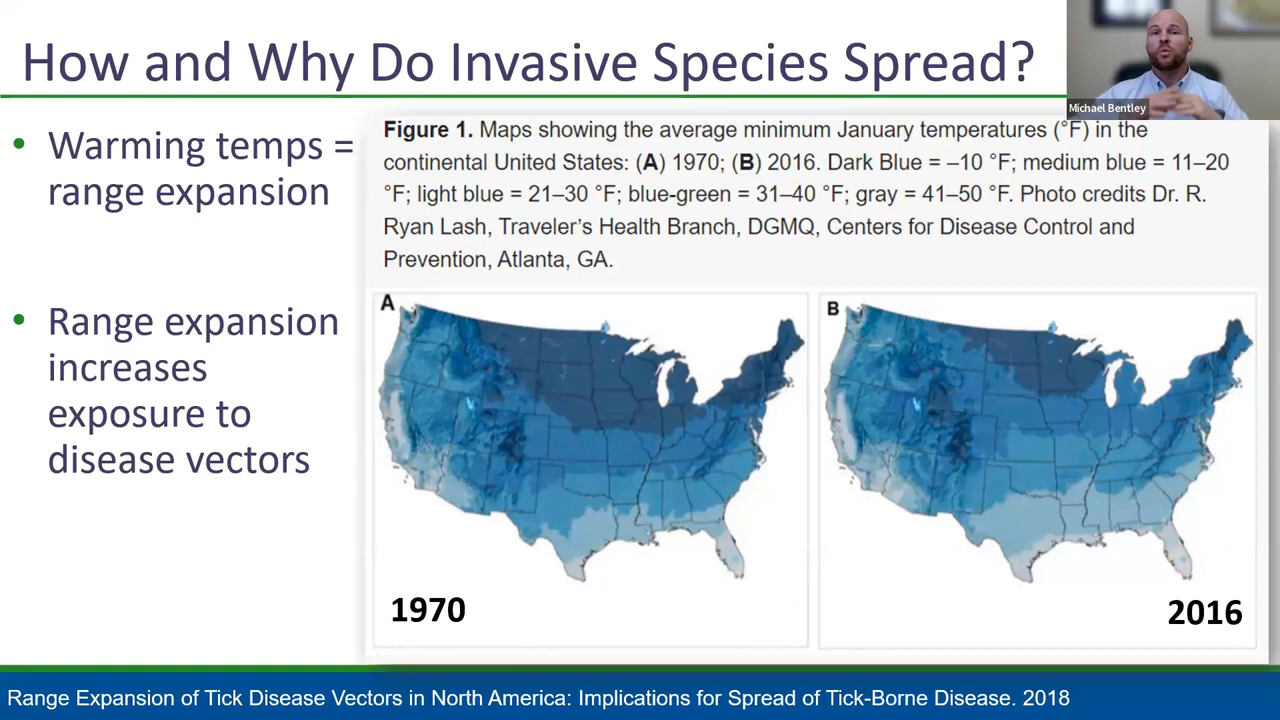 How and Why Do Invasive Species Spread?
Michael Bentley
• Warming temps =
range expansion
• Range expansion
increases
exposure to
disease vectors
Figure 1. Maps showing the average minimum January temperatures (°F) in the
continental United States: (A) 1970; (B) 2016. Dark Blue = –10 °F; medium blue = 11–20
°F; light blue = 21–30 °F; blue-green = 31–40 °F; gray = 41–50 °F. Photo credits Dr. R.
Ryan Lash, Traveler’s Health Branch, DGMQ, Centers for Disease Control and
Prevention, Atlanta, GA.
A
B
1970
2016
Range Expansion of Tick Disease Vectors in North America: Implications for Spread of Tick-Borne Disease. 2018